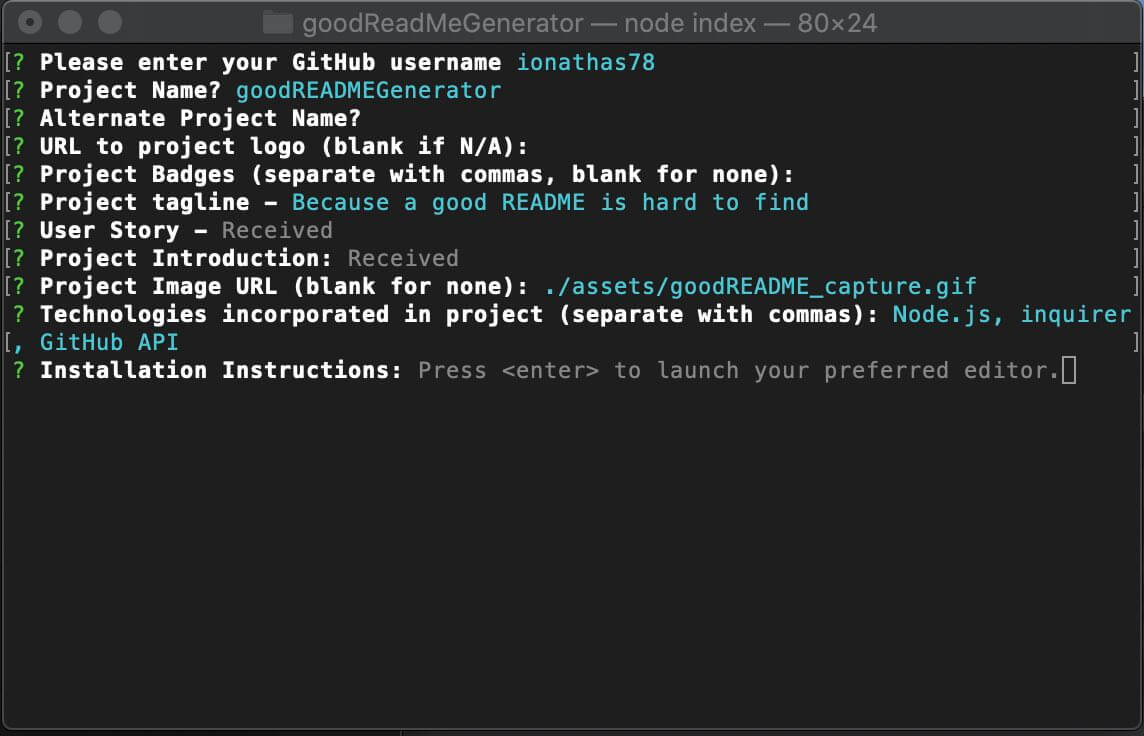 goodReadMeGenerator — node index — 80×24
[? Please enter your GitHub username ionathas78 ]
[? Project Name? goodREADMEGenerator ]
[? Alternate Project Name? ]
[? URL to project logo (blank if N/A): ]
[? Project Badges (separate with commas, blank for none): ]
[? Project tagline – Because a good README is hard to find ]
[? User Story – Received ]
[? Project Introduction: Received ]
[? Project Image URL (blank for none): ./assets/goodREADME_capture.gif ]
? Technologies incorporated in project (separate with commas): Node.js, inquirer
[, GitHub API ]
? Installation Instructions: Press <enter> to launch your preferred editor.